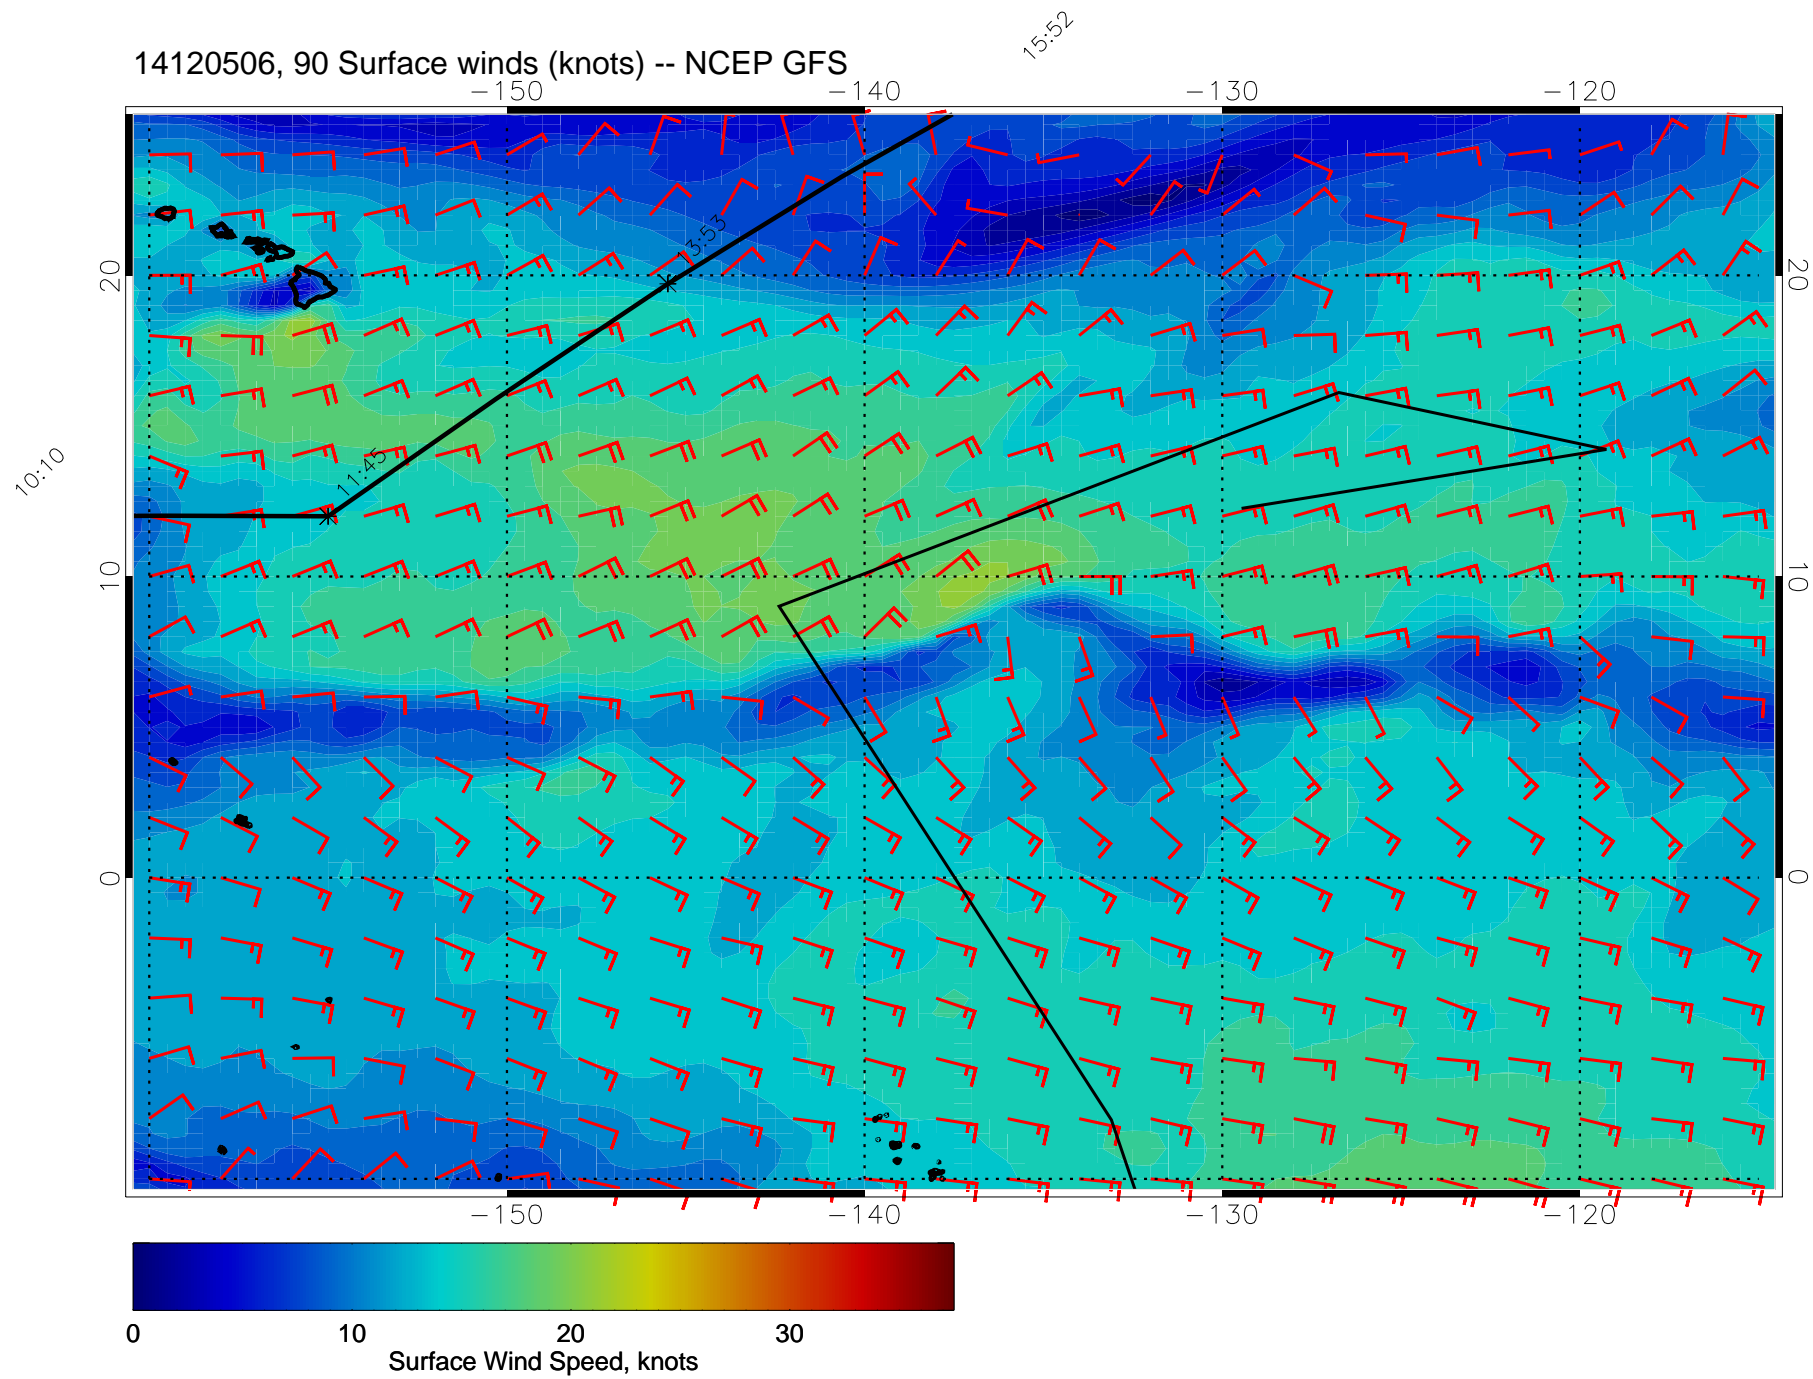 15:52
14120506, 90 Surface winds (knots) -- NCEP GFS
−150 −140 −130 −120
13:53
20 20
11:45
10:10
10 10
0 0
−150 −140 −130 −120
0 10 20 30
Surface Wind Speed, knots